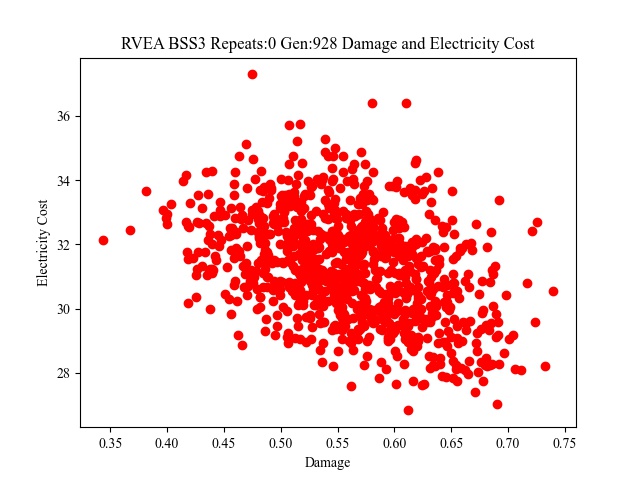 RVEA BSS3 Repeats:0 Gen:928 Damage and Electricity Cost
Electricity Cost
36
34
32
30
28
0.35 0.40 0.45 0.50 0.55 0.60 0.65 0.70 0.75
Damage